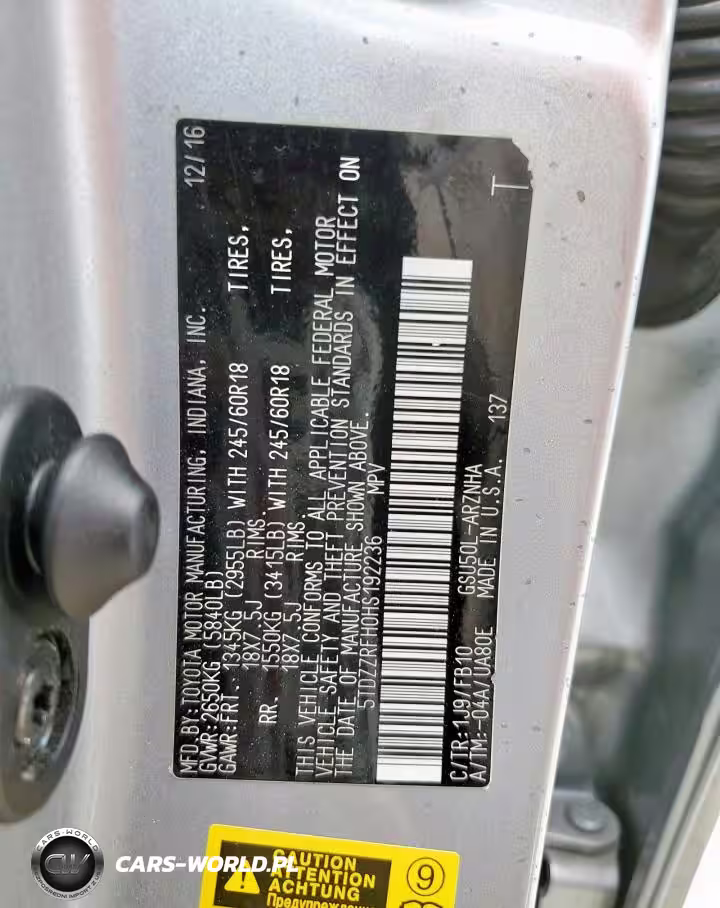 MFD. BY: TOYOTA MOTOR MANUFACTURING, INDIANA, INC. 12/16
GVWR: 2650KG (5840LB)
GAWR: FRT. 1345KG (2955LB) WITH 245/60R18 TIRES,
18X7.5J RIMS.
RR. 1550KG (3415LB) WITH 245/60R18 TIRES,
18X7.5J RIMS.
THIS VEHICLE CONFORMS TO ALL APPLICABLE FEDERAL MOTOR
VEHICLE SAFETY AND THEFT PREVENTION STANDARDS IN EFFECT ON
THE DATE OF MANUFACTURE SHOWN ABOVE.
5TDZZRFH0HS192236 MPV
T
C/TR: 1J9/FB10 GSU50L-ARZNHA 137
A/TM: -04A/UA80E MADE IN U.S.A.
CAUTION
ATTENTION
ACHTUNG
Предупреждение
9
CARS-WORLD
CW
CARS-WORLD.PL